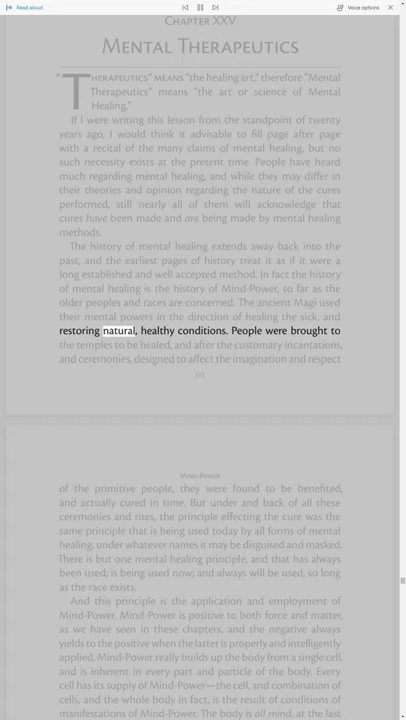 Read aloud
Voice options
Chapter XXV
Mental Therapeutics
"Therapeutics" means "the healing art," therefore "Mental
Therapeutics" means "the art or science of Mental
Healing."
If I were writing this lesson from the standpoint of twenty
years ago, I would think it advisable to fill page after page
with a recital of the many claims of mental healing, but no
such necessity exists at the present time. People have heard
much regarding mental healing, and while they may differ in
their theories and opinion regarding the nature of the cures
performed, still nearly all of them will acknowledge that
cures have been made and are being made by mental healing
methods.
The history of mental healing extends away back into the
past, and the earliest pages of history treat it as if it were a
long established and well accepted method. In fact the history
of mental healing is the history of Mind-Power, so far as the
older peoples and races are concerned. The ancient Magi used
their mental powers in the direction of healing the sick, and
restoring natural, healthy conditions. People were brought to
the temples to be healed, and after the customary incantations,
and ceremonies, designed to affect the imagination and respect
Mind-Power
of the primitive people, they were found to be benefited,
and actually cured in time. But under and back of all these
ceremonies and rites, the principle effecting the cure was the
same principle that is being used today by all forms of mental
healing, under whatever names it may be disguised and masked.
There is but one mental healing principle, and that has always
been used, is being used now; and always will be used, so long
as the race exists.
And this principle is the application and employment of
Mind-Power. Mind-Power is positive to both force and matter,
as we have seen in these chapters, and the negative always
yields to the positive when the latter is properly and intelligently
applied. Mind-Power really builds up the body from a single cell,
and is inherent in every part and particle of the body. Every
cell has its supply of Mind-Power—the cell, and combination of
cells, and the whole body in fact, is the result of conditions of
manifestations of Mind-Power. The body is all mind, at the last